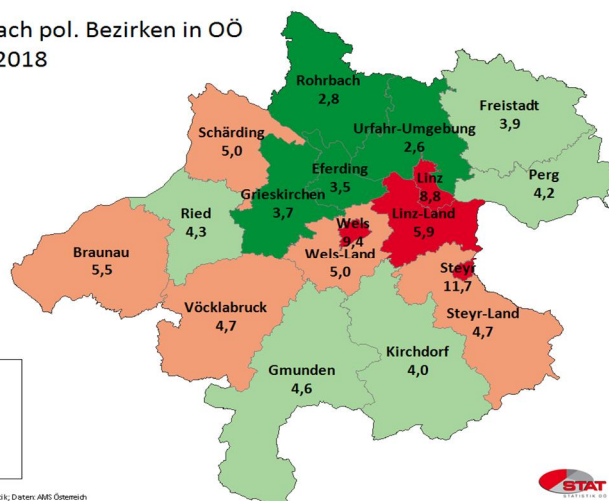 ach pol. Bezirken in OÖ
2018
Rohrbach
2,8
Freistadt
3,9
Schärding
5,0
Urfahr-Umgebung
2,6
Eferding
3,5
Linz
8,8
Perg
4,2
Grieskirchen
3,7
Ried
4,3
Wels
9,4
Linz-Land
5,9
Braunau
5,5
Wels-Land
5,0
Steyr
11,7
Vöcklabruck
4,7
Steyr-Land
4,7
Gmunden
4,6
Kirchdorf
4,0
ik; Daten: AMS Österreich
STAT
STATISTIK OÖ